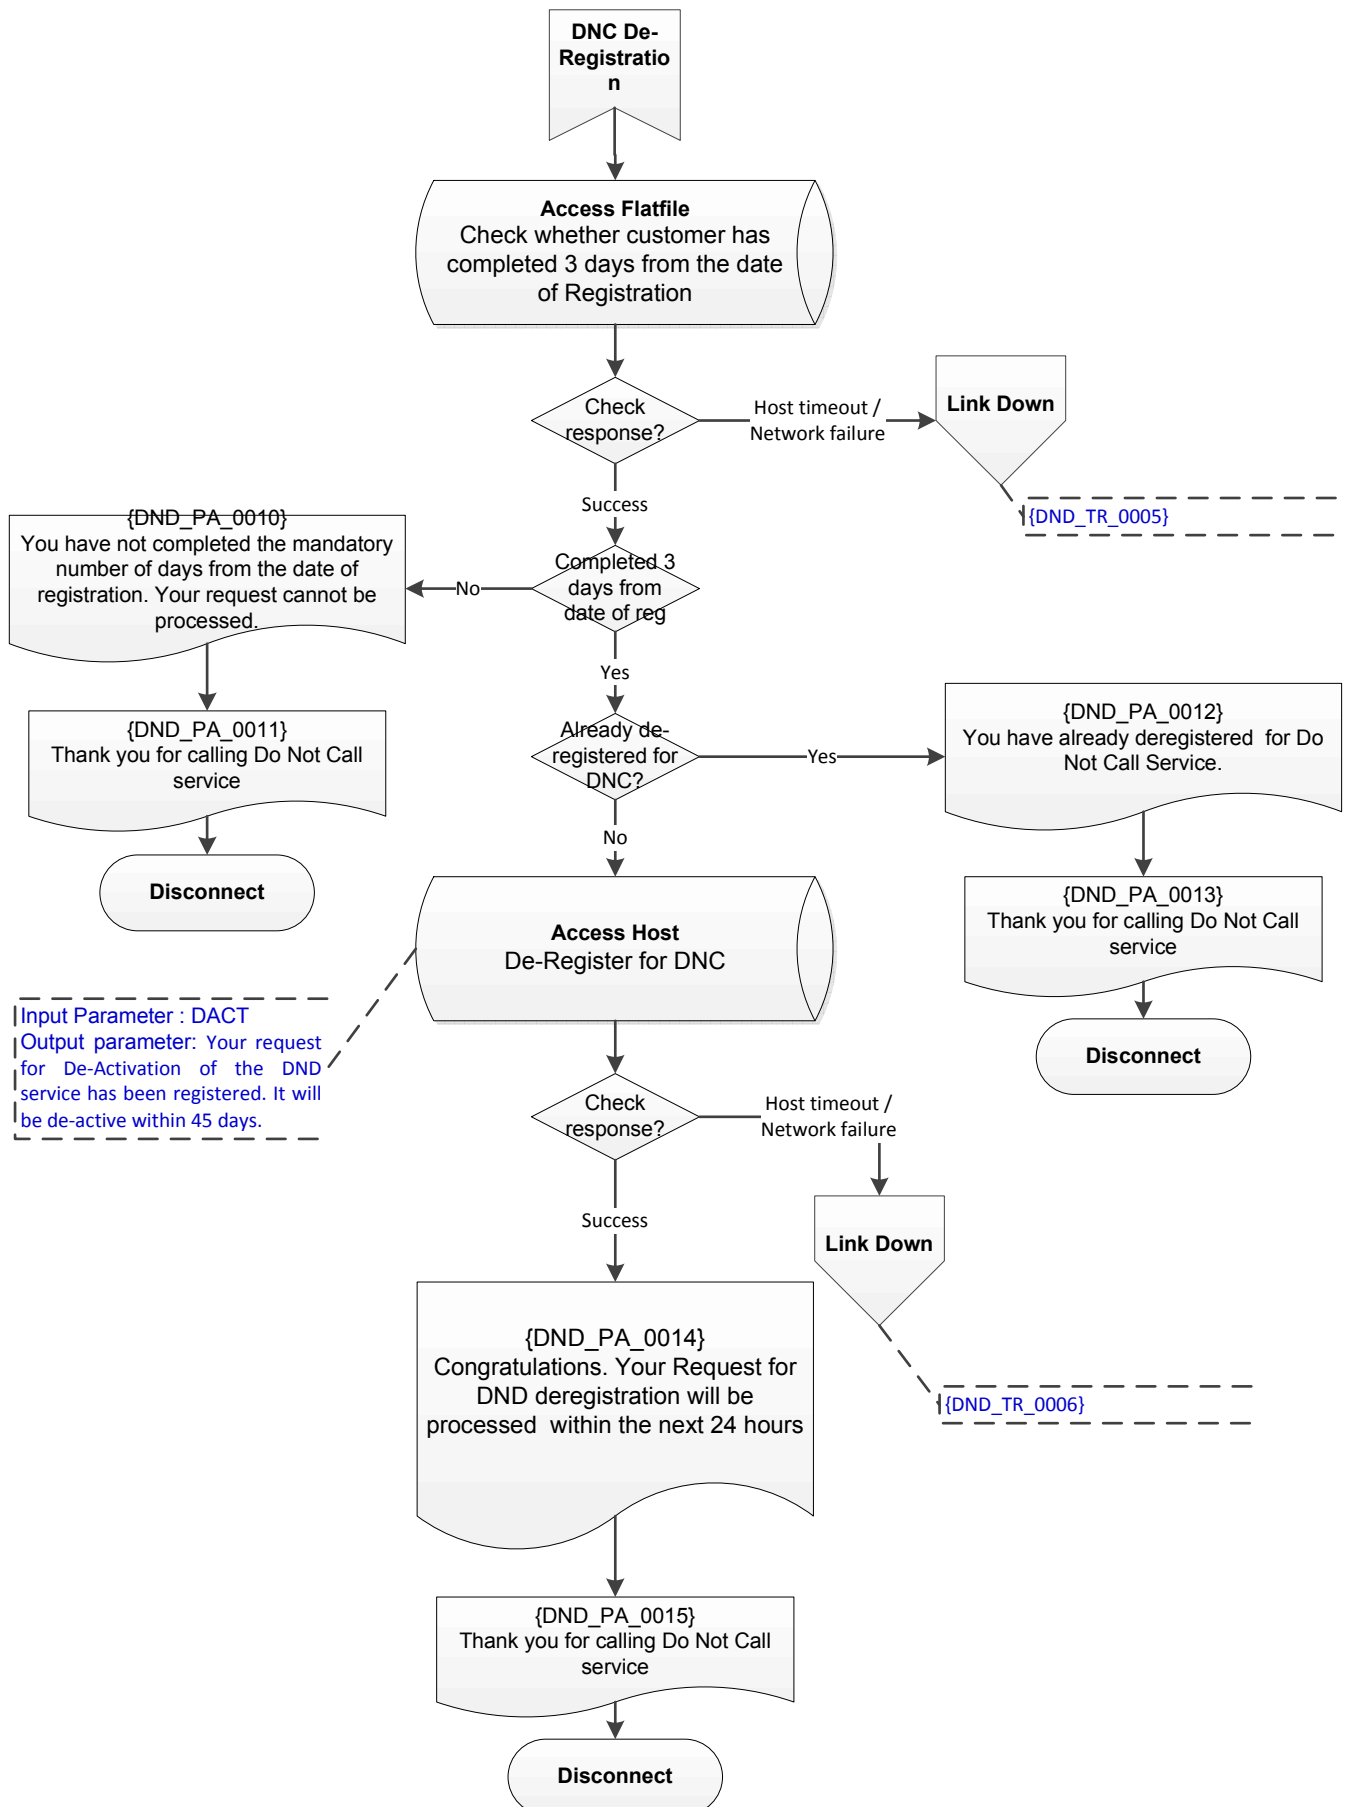 DNC De-
Registratio
n
Access Flatfile
Check whether customer has
completed 3 days from the date
of Registration
Check
response?
Host timeout /
Network failure
Link Down
{DND_TR_0005}
Success
Completed 3
days from
date of reg
No
{DND_PA_0010}
You have not completed the mandatory
number of days from the date of
registration. Your request cannot be
processed.
{DND_PA_0011}
Thank you for calling Do Not Call
service
Disconnect
Yes
Already de-
registered for
DNC?
Yes
{DND_PA_0012}
You have already deregistered  for Do
Not Call Service.
{DND_PA_0013}
Thank you for calling Do Not Call
service
Disconnect
No
Access Host
De-Register for DNC
Input Parameter : DACT
Output parameter: Your request
for De-Activation of the DND
service has been registered. It will
be de-active within 45 days.
Check
response?
Host timeout /
Network failure
Link Down
{DND_TR_0006}
Success
{DND_PA_0014}
Congratulations. Your Request for
DND deregistration will be
processed  within the next 24 hours
{DND_PA_0015}
Thank you for calling Do Not Call
service
Disconnect